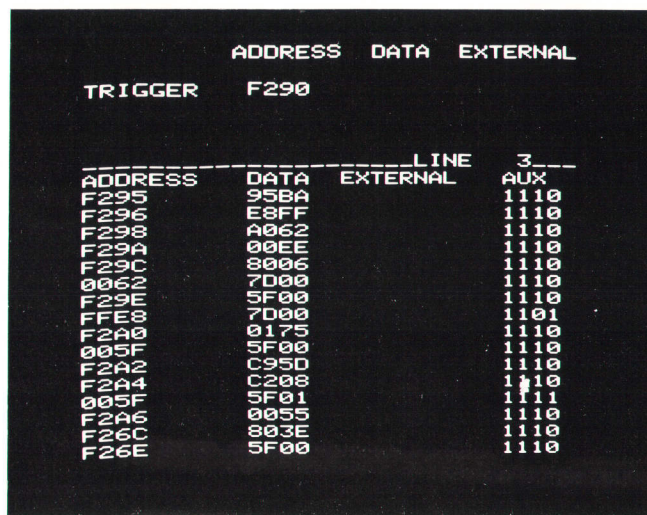 ADDRESS DATA EXTERNAL
TRIGGER F290
LINE 3
ADDRESS DATA EXTERNAL AUX
F295 95BA 1110
F296 E8FF 1110
F298 A062 1110
F29A 00EE 1110
F29C 8006 1110
0062 7D00 1110
F29E 5F00 1110
FFE8 7D00 1101
F2A0 0175 1110
005F 5F00 1110
F2A2 C95D 1110
F2A4 C208 1110
005F 5F01 1111
F2A6 0055 1110
F26C 803E 1110
F26E 5F00 1110